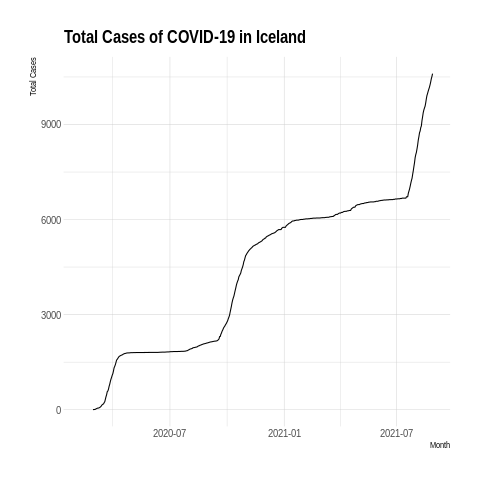 Total Cases of COVID-19 in Iceland
Total Cases
9000
6000
3000
0
2020-07
2021-01
2021-07
Month